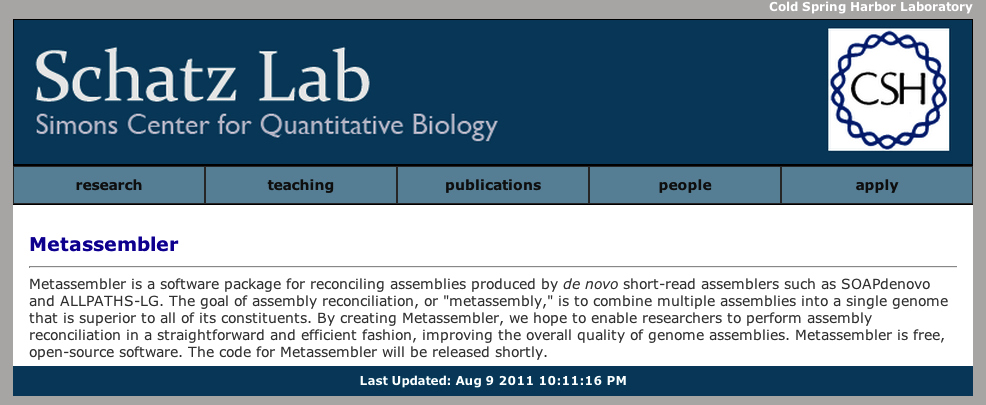 Cold Spring Harbor Laboratory
Schatz Lab
Simons Center for Quantitative Biology
CSH
research teaching publications people apply
Metassembler
Metassembler is a software package for reconciling assemblies produced by de novo short-read assemblers such as SOAPdenovo
and ALLPATHS-LG. The goal of assembly reconciliation, or "metassembly," is to combine multiple assemblies into a single genome
that is superior to all of its constituents. By creating Metassembler, we hope to enable researchers to perform assembly
reconciliation in a straightforward and efficient fashion, improving the overall quality of genome assemblies. Metassembler is free,
open-source software. The code for Metassembler will be released shortly.
Last Updated: Aug 9 2011 10:11:16 PM